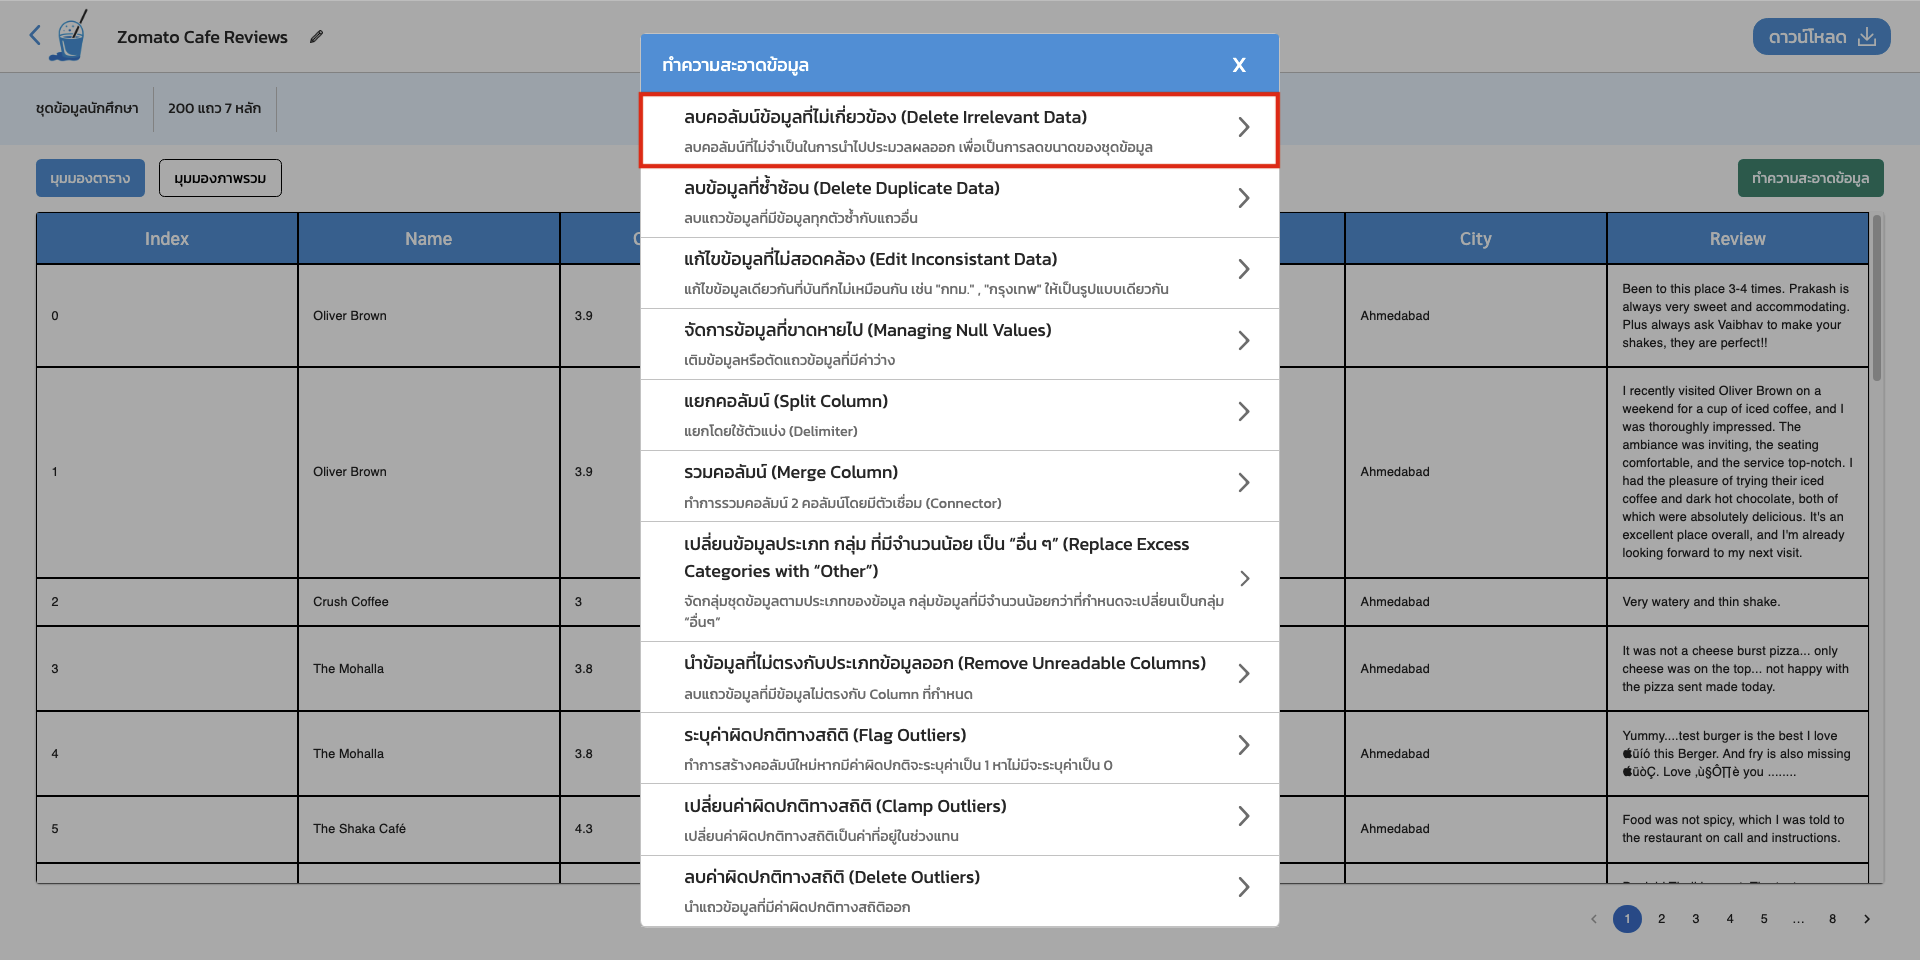 Zomato Cafe Reviews
ดาวน์โหลด
ชุดข้อมูลนักศึกษา
200 แถว 7 หลัก
มุมมองตาราง
มุมมองภาพรวม
ทำความสะอาดข้อมูล
ทำความสะอาดข้อมูล
X
ลบคอลัมน์ข้อมูลที่ไม่เกี่ยวข้อง (Delete Irrelevant Data)
ลบคอลัมน์ที่ไม่จำเป็นในการนำไปประมวลผลออก เพื่อเป็นการลดขนาดของชุดข้อมูล
ลบข้อมูลที่ซ้ำซ้อน (Delete Duplicate Data)
ลบแถวข้อมูลที่มีข้อมูลทุกตัวซ้ำกับแถวอื่น
แก้ไขข้อมูลที่ไม่สอดคล้อง (Edit Inconsistant Data)
แก้ไขข้อมูลเดียวกันที่บันทึกไม่เหมือนกัน เช่น "กทม." , "กรุงเทพ" ให้เป็นรูปแบบเดียวกัน
จัดการข้อมูลที่ขาดหายไป (Managing Null Values)
เติมข้อมูลหรือตัดแถวข้อมูลที่มีค่าว่าง
แยกคอลัมน์ (Split Column)
แยกโดยใช้ตัวแบ่ง (Delimiter)
รวมคอลัมน์ (Merge Column)
ทำการรวมคอลัมน์ 2 คอลัมน์โดยมีตัวเชื่อม (Connector)
เปลี่ยนข้อมูลประเภท กลุ่ม ที่มีจำนวนน้อย เป็น “อื่น ๆ” (Replace Excess
Categories with “Other”)
จัดกลุ่มชุดข้อมูลตามประเภทของข้อมูล กลุ่มข้อมูลที่มีจำนวนน้อยกว่าที่กำหนดจะเปลี่ยนเป็นกลุ่ม
“อื่นๆ”
นำข้อมูลที่ไม่ตรงกับประเภทข้อมูลออก (Remove Unreadable Columns)
ลบแถวข้อมูลที่มีข้อมูลไม่ตรงกับ Column ที่กำหนด
ระบุค่าผิดปกติทางสถิติ (Flag Outliers)
ทำการสร้างคอลัมน์ใหม่หากมีค่าผิดปกติจะระบุค่าเป็น 1 หาไม่มีจะระบุค่าเป็น 0
เปลี่ยนค่าผิดปกติทางสถิติ (Clamp Outliers)
เปลี่ยนค่าผิดปกติทางสถิติเป็นค่าที่อยู่ในช่วงแทน
ลบค่าผิดปกติทางสถิติ (Delete Outliers)
นำแถวข้อมูลที่มีค่าผิดปกติทางสถิติออก
Index Name City Review
0 Oliver Brown 3.9 Ahmedabad
Been to this place 3-4 times. Prakash is
always very sweet and accommodating.
Plus always ask Vaibhav to make your
shakes, they are perfect!!
1 Oliver Brown 3.9 Ahmedabad
I recently visited Oliver Brown on a
weekend for a cup of iced coffee, and I
was thoroughly impressed. The
ambiance was inviting, the seating
comfortable, and the service top-notch. I
had the pleasure of trying their iced
coffee and dark hot chocolate, both of
which were absolutely delicious. It's an
excellent place overall, and I'm already
looking forward to my next visit.
2 Crush Coffee 3 Ahmedabad Very watery and thin shake.
3 The Mohalla 3.8 Ahmedabad
It was not a cheese burst pizza... only
cheese was on the top... not happy with
the pizza sent made today.
4 The Mohalla 3.8 Ahmedabad
Yummy....test burger is the best I love
üíó this Berger. And fry is also missing
üòÇ. Love ‚ù§Ô∏è you ........
5 The Shaka Café 4.3 Ahmedabad
Food was not spicy, which I was told to
the restaurant on call and instructions.
1 2 3 4 5 ... 8